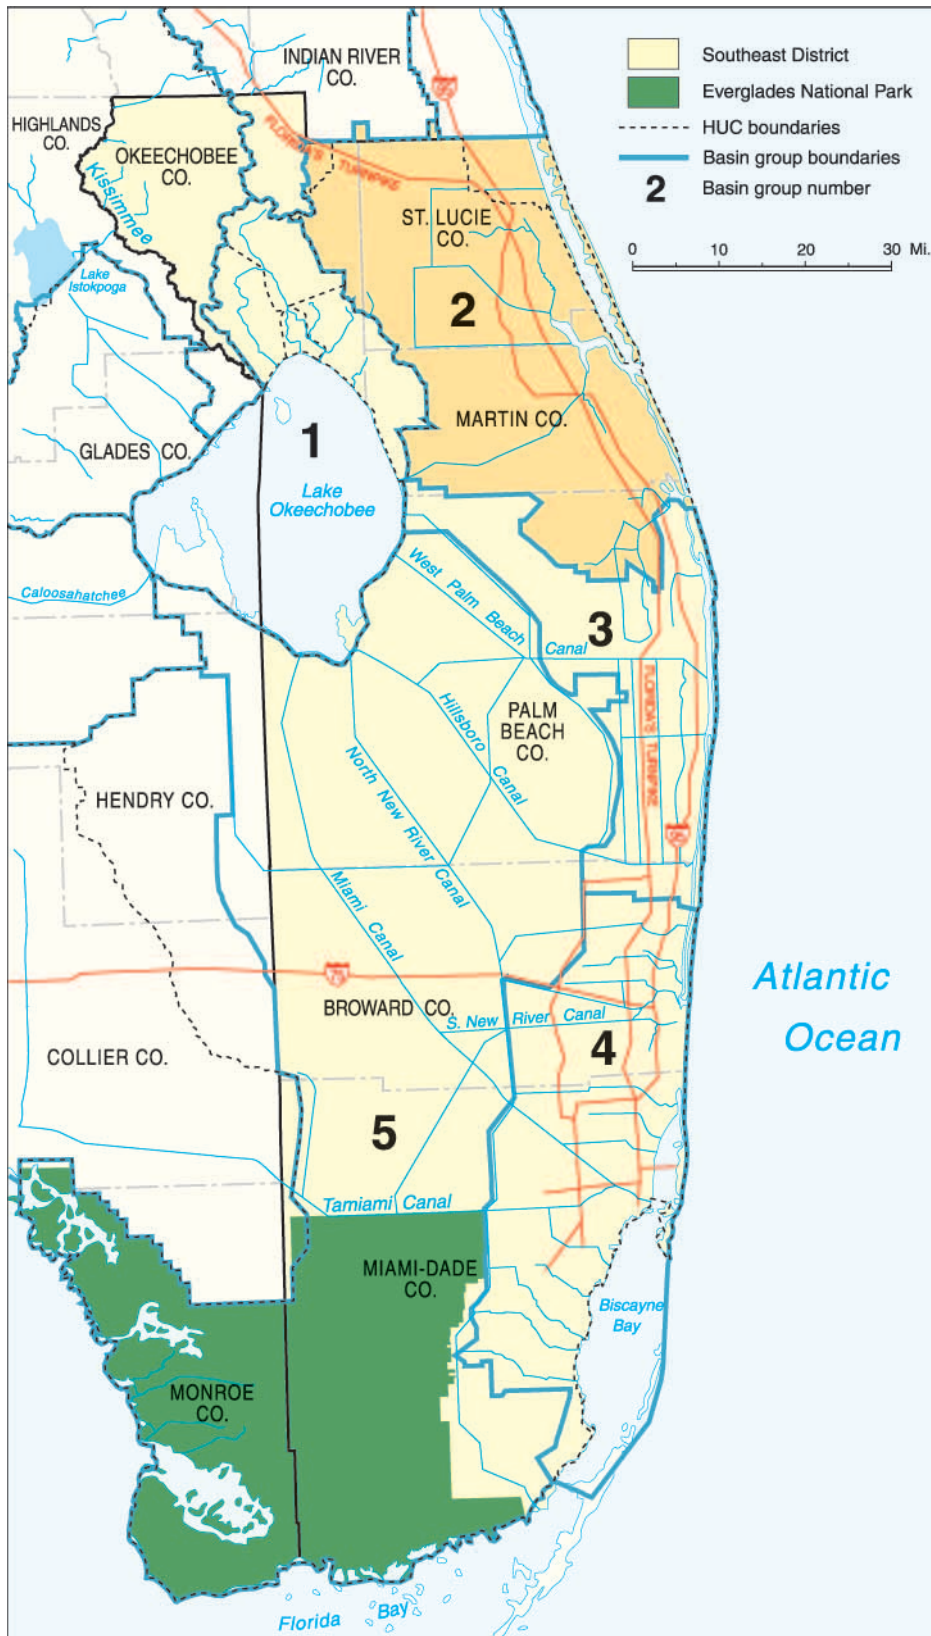 INDIAN RIVER
CO.
95
Southeast District
Everglades National Park
HUC boundaries
Basin group boundaries
2
Basin group number
0 10 20 30 Mi.
HIGHLANDS
CO.
OKEECHOBEE
CO.
FLORIDA'S TURNPIKE
Kissimmee
ST. LUCIE
CO.
Lake
Istokpoga
2
MARTIN CO.
1
GLADES CO.
Lake
Okeechobee
Caloosahatchee
West Palm Beach Canal
3
FLORIDA'S TURNPIKE
PALM
BEACH
CO.
Hillsboro Canal
North New River Canal
HENDRY CO.
95
Miami Canal
75
Atlantic
Ocean
BROWARD CO.
S. New River Canal
4
COLLIER CO.
5
Tamiami Canal
MIAMI-DADE
CO.
Biscayne
Bay
MONROE
CO.
Florida Bay